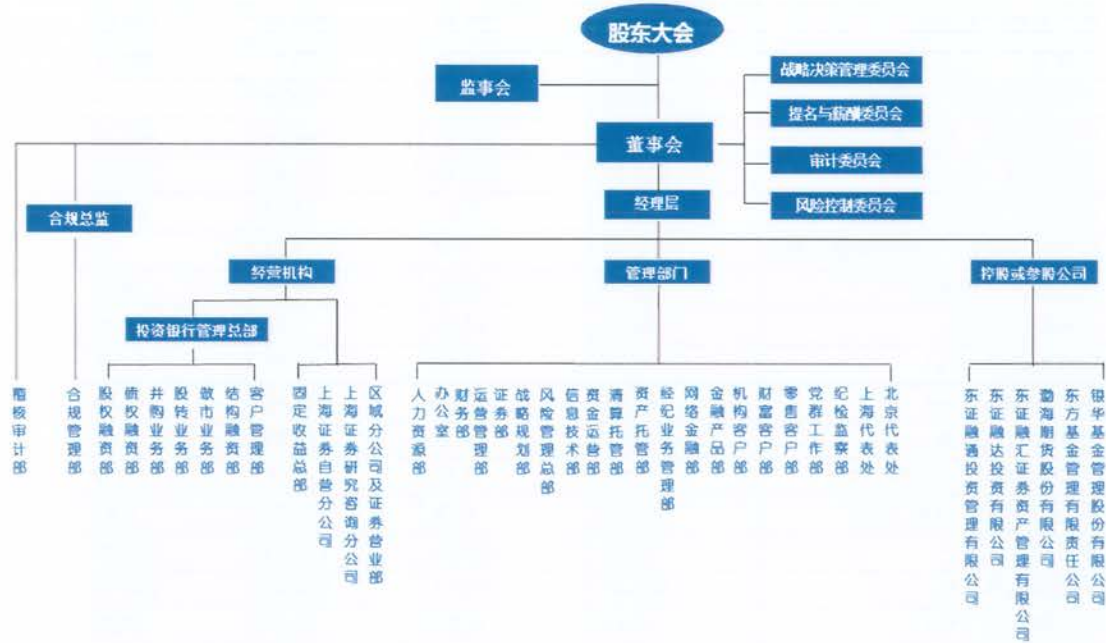 股东大会
监事会
战略决策管理委员会
提名与薪酬委员会
董事会
审计委员会
经理层
风险控制委员会
合规总监
经营机构
管理部门
控股或参股公司
投资银行管理总部
稽核审计部
合规管理部
股权融资部
债权融资部
并购业务部
股转业务部
做市业务部
结构融资部
客户管理部
固定收益总部
上海证券自营分公司
上海证券研究咨询分公司
区域分公司及证券营业部
人力资源部
办公室
财务部
运营管理部
证券部
战略规划部
风险管理总部
信息技术部
资金运营部
清算托管部
资产托管部
经纪业务管理部
网络金融部
金融产品部
机构客户部
财富客户部
零售客户部
党群工作部
纪检监察部
上海代表处
北京代表处
东证融通投资管理有限公司
东证融达投资有限公司
东证融汇证券资产管理有限公司
渤海期货股份有限公司
东方基金管理有限责任公司
银华基金管理股份有限公司